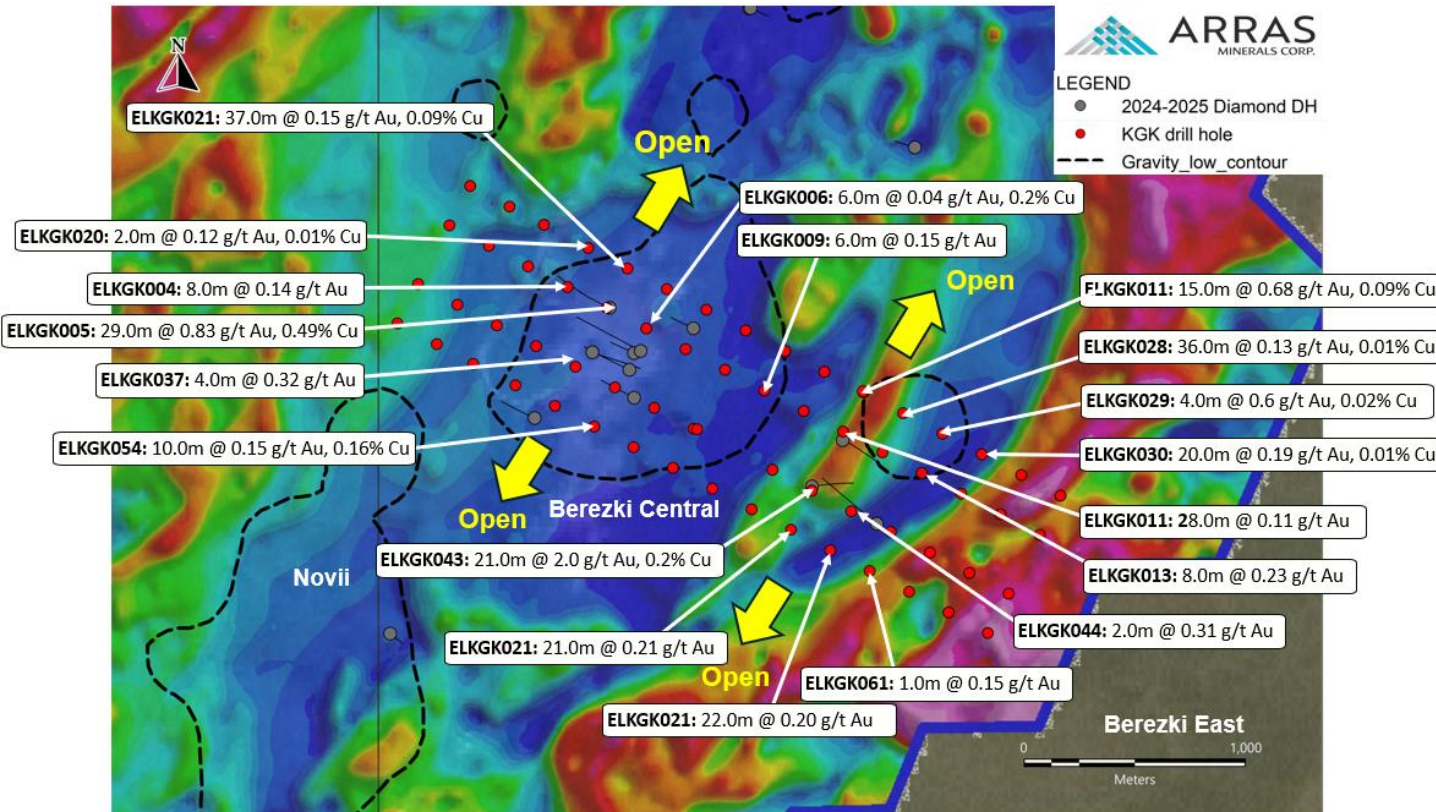 N
ARRAS
MINERALS CORP.
LEGEND
2024-2025 Diamond DH
KGK drill hole
Gravity_low_contour
ELKGK021: 37.0m @ 0.15 g/t Au, 0.09% Cu
Open
ELKGK006: 6.0m @ 0.04 g/t Au, 0.2% Cu
ELKGK020: 2.0m @ 0.12 g/t Au, 0.01% Cu
ELKGK009: 6.0m @ 0.15 g/t Au
ELKGK004: 8.0m @ 0.14 g/t Au
Open
ELKGK011: 15.0m @ 0.68 g/t Au, 0.09% Cu
ELKGK005: 29.0m @ 0.83 g/t Au, 0.49% Cu
ELKGK028: 36.0m @ 0.13 g/t Au, 0.01% Cu
ELKGK037: 4.0m @ 0.32 g/t Au
ELKGK029: 4.0m @ 0.6 g/t Au, 0.02% Cu
ELKGK054: 10.0m @ 0.15 g/t Au, 0.16% Cu
ELKGK030: 20.0m @ 0.19 g/t Au, 0.01% Cu
Open
Berezki Central
ELKGK011: 28.0m @ 0.11 g/t Au
ELKGK043: 21.0m @ 2.0 g/t Au, 0.2% Cu
Novii
ELKGK013: 8.0m @ 0.23 g/t Au
ELKGK044: 2.0m @ 0.31 g/t Au
ELKGK021: 21.0m @ 0.21 g/t Au
Open
ELKGK061: 1.0m @ 0.15 g/t Au
ELKGK021: 22.0m @ 0.20 g/t Au
Berezki East
0 1,000
Meters